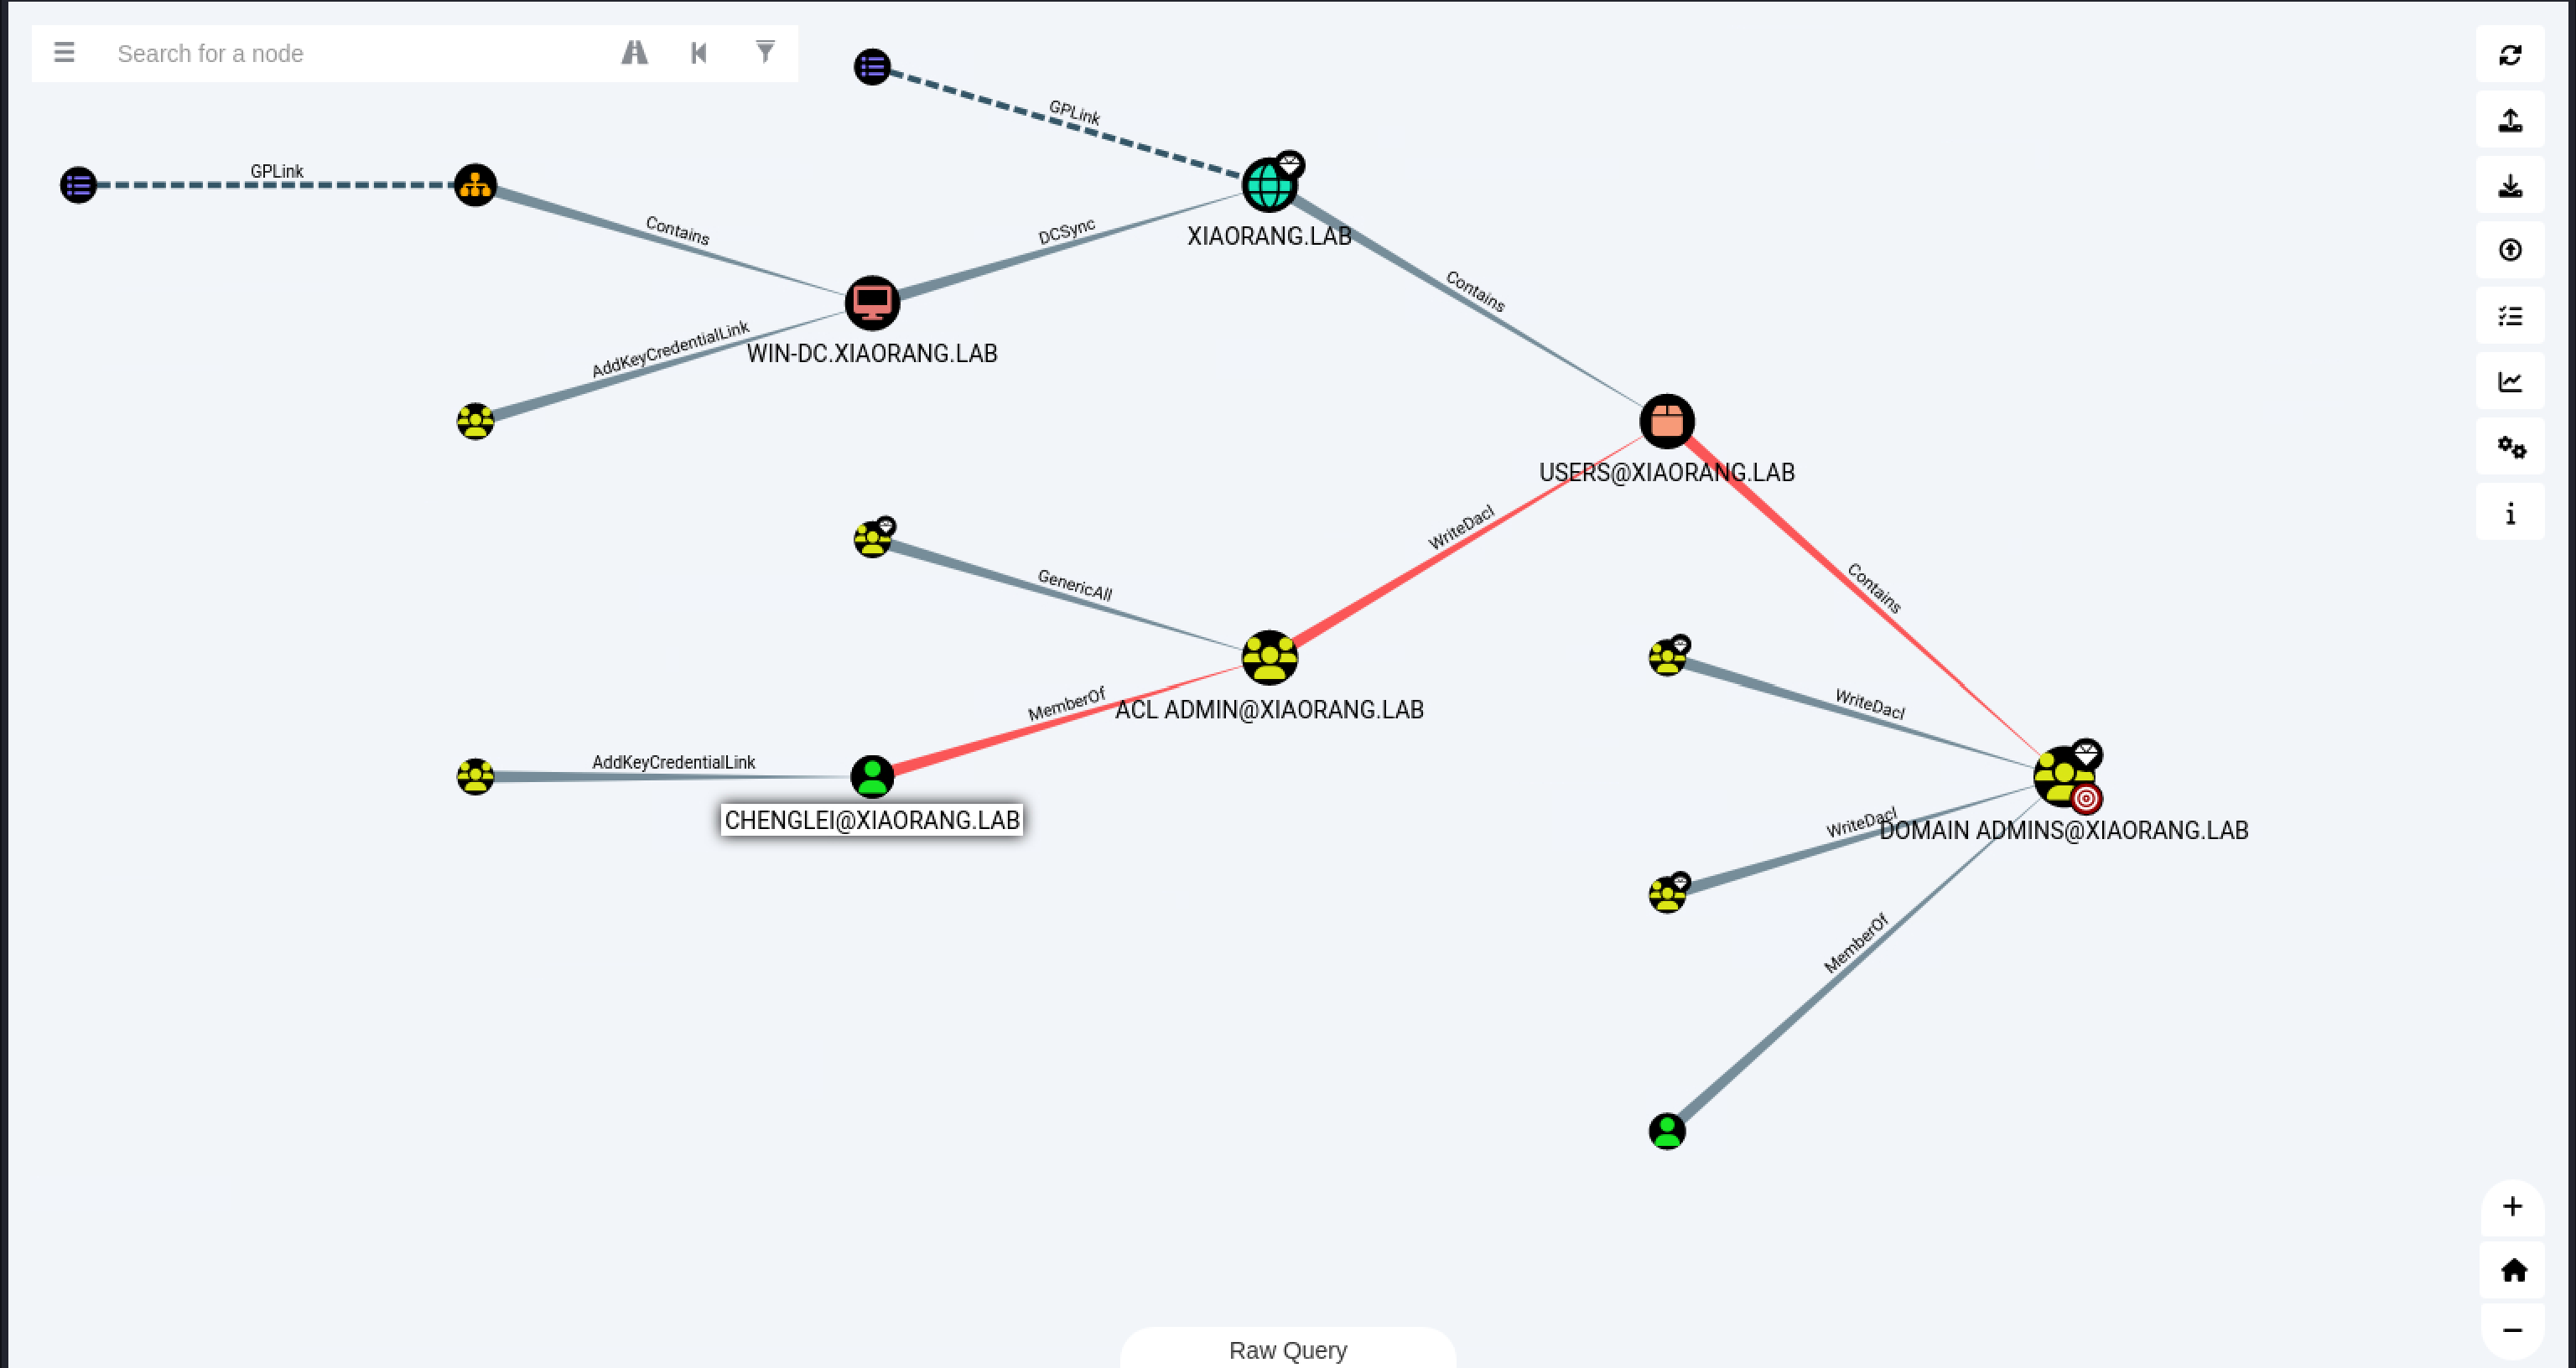 Search for a node
GPLink
GPLink
Contains
DCSync
XIAORANG.LAB
Contains
AddKeyCredentialLink
WIN-DC.XIAORANG.LAB
USERS@XIAORANG.LAB
WriteDacl
GenericAll
Contains
MemberOf
ACL ADMIN@XIAORANG.LAB
WriteDacl
AddKeyCredentialLink
CHENGLEI@XIAORANG.LAB
WriteDacl
DOMAIN ADMINS@XIAORANG.LAB
MemberOf
Raw Query